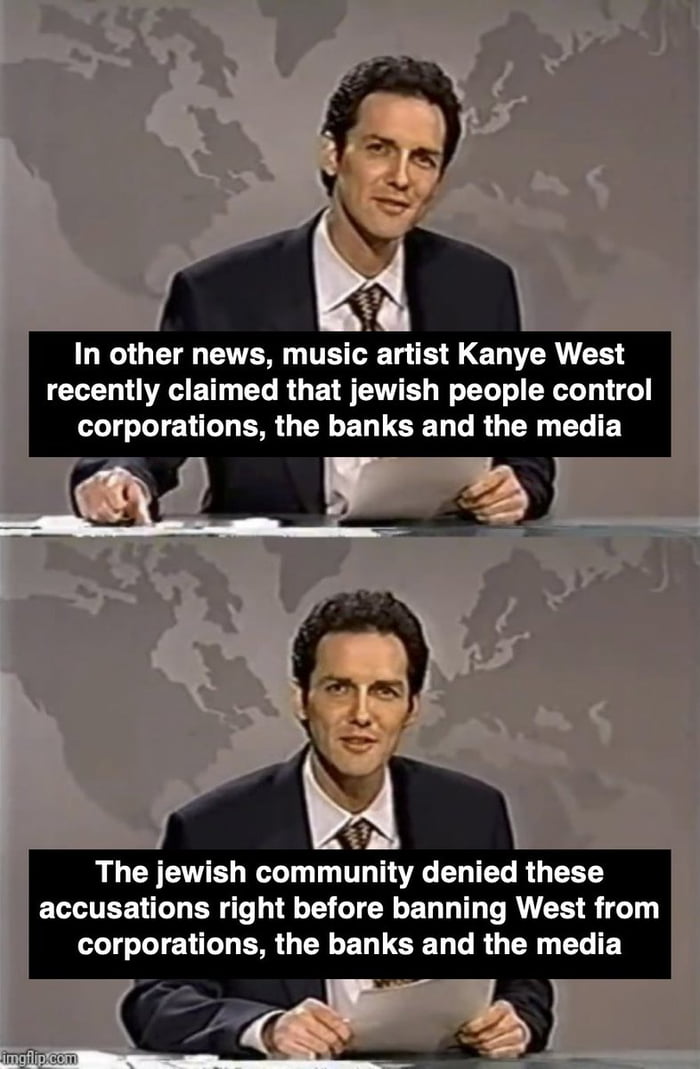 In other news, music artist Kanye West
recently claimed that jewish people control
corporations, the banks and the media
The jewish community denied these
accusations right before banning West from
corporations, the banks and the media
imgflip.com